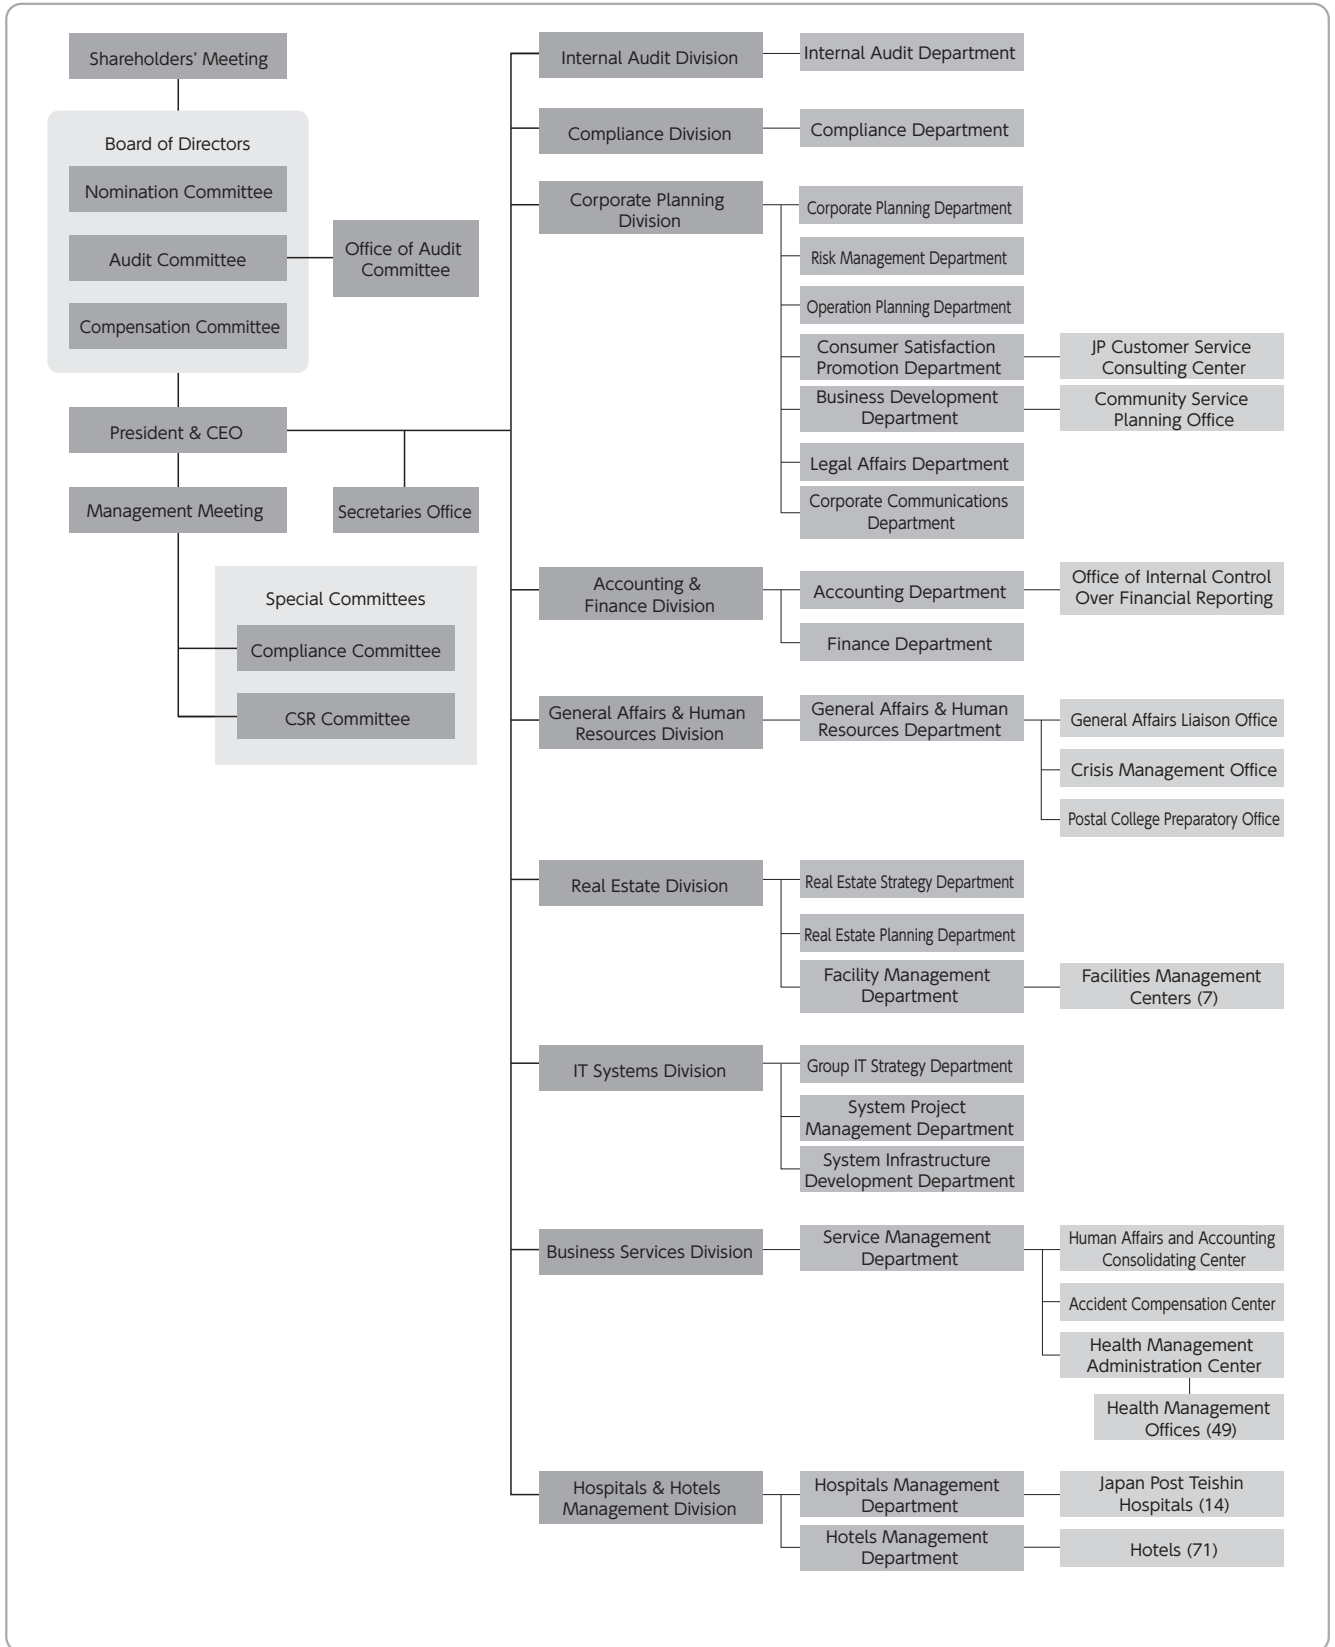 Shareholders' Meeting
Board of Directors
Nomination Committee
Audit Committee
Compensation Committee
Office of Audit
Committee
President & CEO
Management Meeting
Secretaries Office
Special Committees
Compliance Committee
CSR Committee
Internal Audit Division
Internal Audit Department
Compliance Division
Compliance Department
Corporate Planning
Division
Corporate Planning Department
Risk Management Department
Operation Planning Department
Consumer Satisfaction
Promotion Department
JP Customer Service
Consulting Center
Business Development
Department
Community Service
Planning Office
Legal Affairs Department
Corporate Communications
Department
Accounting &
Finance Division
Accounting Department
Office of Internal Control
Over Financial Reporting
Finance Department
General Affairs & Human
Resources Division
General Affairs & Human
Resources Department
General Affairs Liaison Office
Crisis Management Office
Postal College Preparatory Office
Real Estate Division
Real Estate Strategy Department
Real Estate Planning Department
Facility Management
Department
Facilities Management
Centers (7)
IT Systems Division
Group IT Strategy Department
System Project
Management Department
System Infrastructure
Development Department
Business Services Division
Service Management
Department
Human Affairs and Accounting
Consolidating Center
Accident Compensation Center
Health Management
Administration Center
Health Management
Offices (49)
Hospitals & Hotels
Management Division
Hospitals Management
Department
Japan Post Teishin
Hospitals (14)
Hotels Management
Department
Hotels (71)